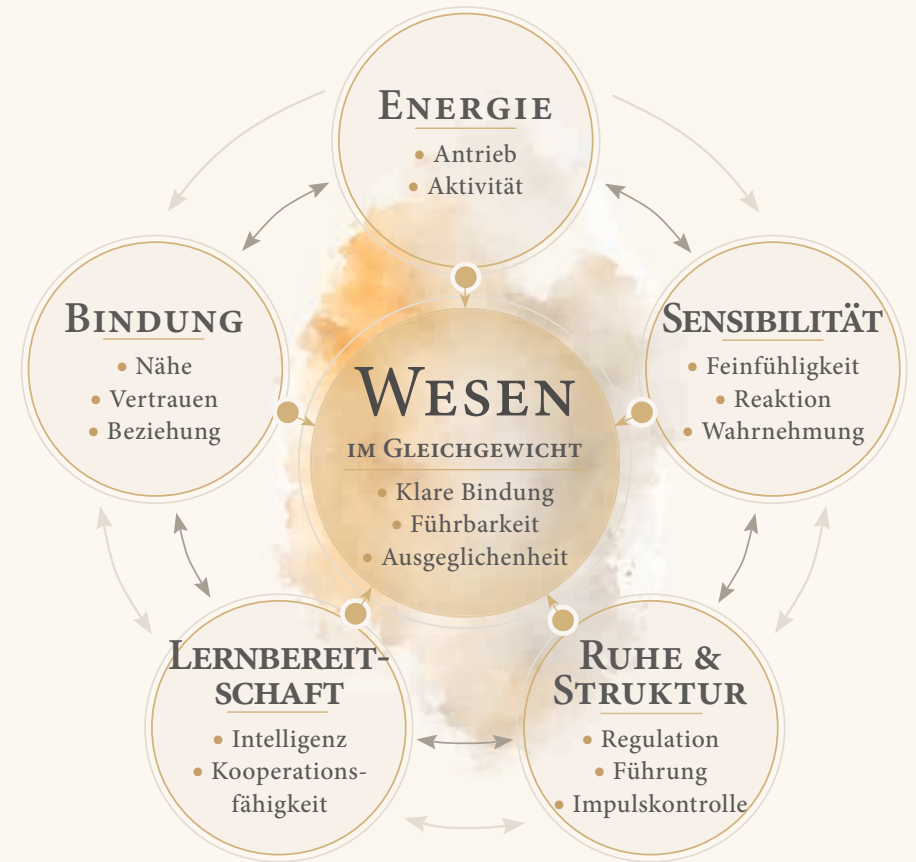 ENERGIE
• Antrieb
• Aktivität
BINDUNG
• Nähe
• Vertrauen
• Beziehung
SENSIBILITÄT
• Feinfühligkeit
• Reaktion
• Wahrnehmung
WESEN
IM GLEICHGEWICHT
• Klare Bindung
• Führbarkeit
• Ausgeglichenheit
LERNBEREIT-
SCHAFT
• Intelligenz
• Kooperations-
fähigkeit
RUHE &
STRUKTUR
• Regulation
• Führung
• Impulskontrolle